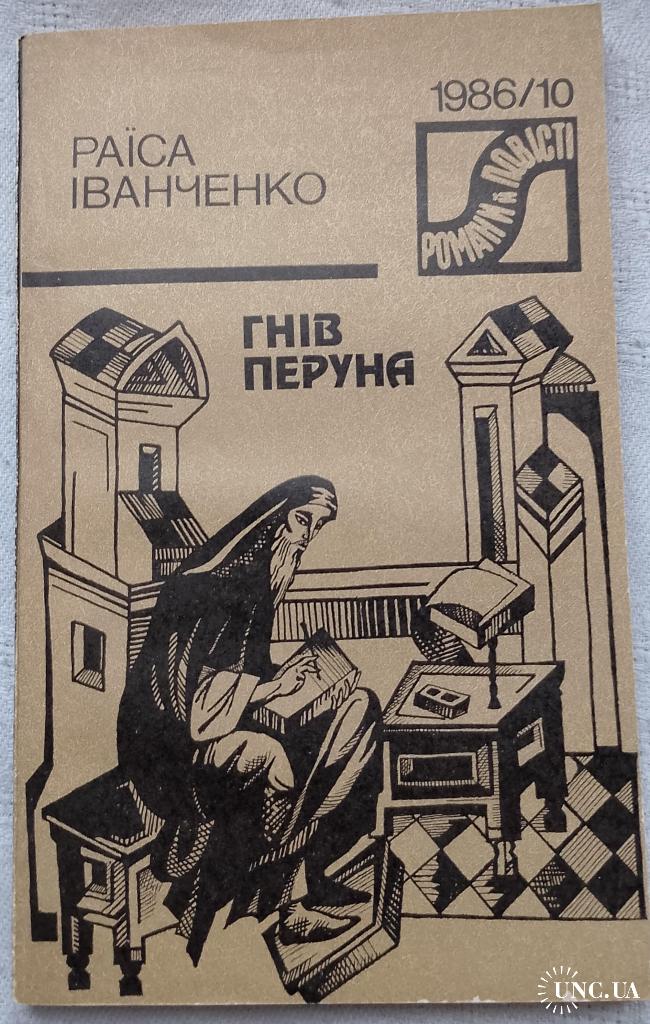 1986/10
РАЇСА
ІВАНЧЕНКО
РОМАНИ й ПОВІСТІ
ГНІВ
ПЕРУНА
UNC.UA